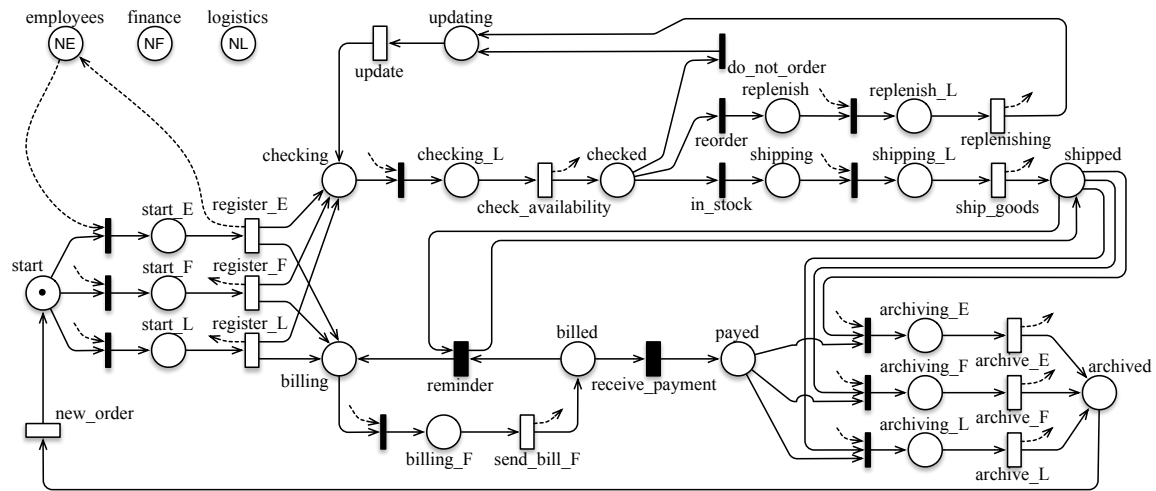 employees
finance
logistics
NE
NF
NL
updating
update
do_not_order
replenish
replenish_L
reorder
replenishing
checking
checking_L
checked
shipping
shipping_L
shipped
check_availability
in_stock
ship_goods
start_E
register_E
start
start_F
register_F
start_L
register_L
billing
billed
payed
reminder
receive_payment
archiving_E
archive_E
archiving_F
archived
archive_F
archiving_L
archive_L
new_order
billing_F
send_bill_F